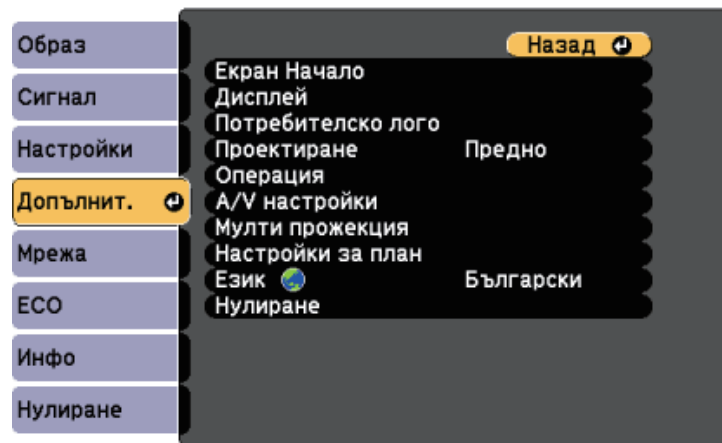 Образ
Сигнал
Настройки
Допълнит.
Мрежа
ECO
Инфо
Нулиране
Назад
Екран Начало
Дисплей
Потребителско лого
Проектиране Предно
Операция
A/V настройки
Мулти прожекция
Настройки за план
Език Български
Нулиране